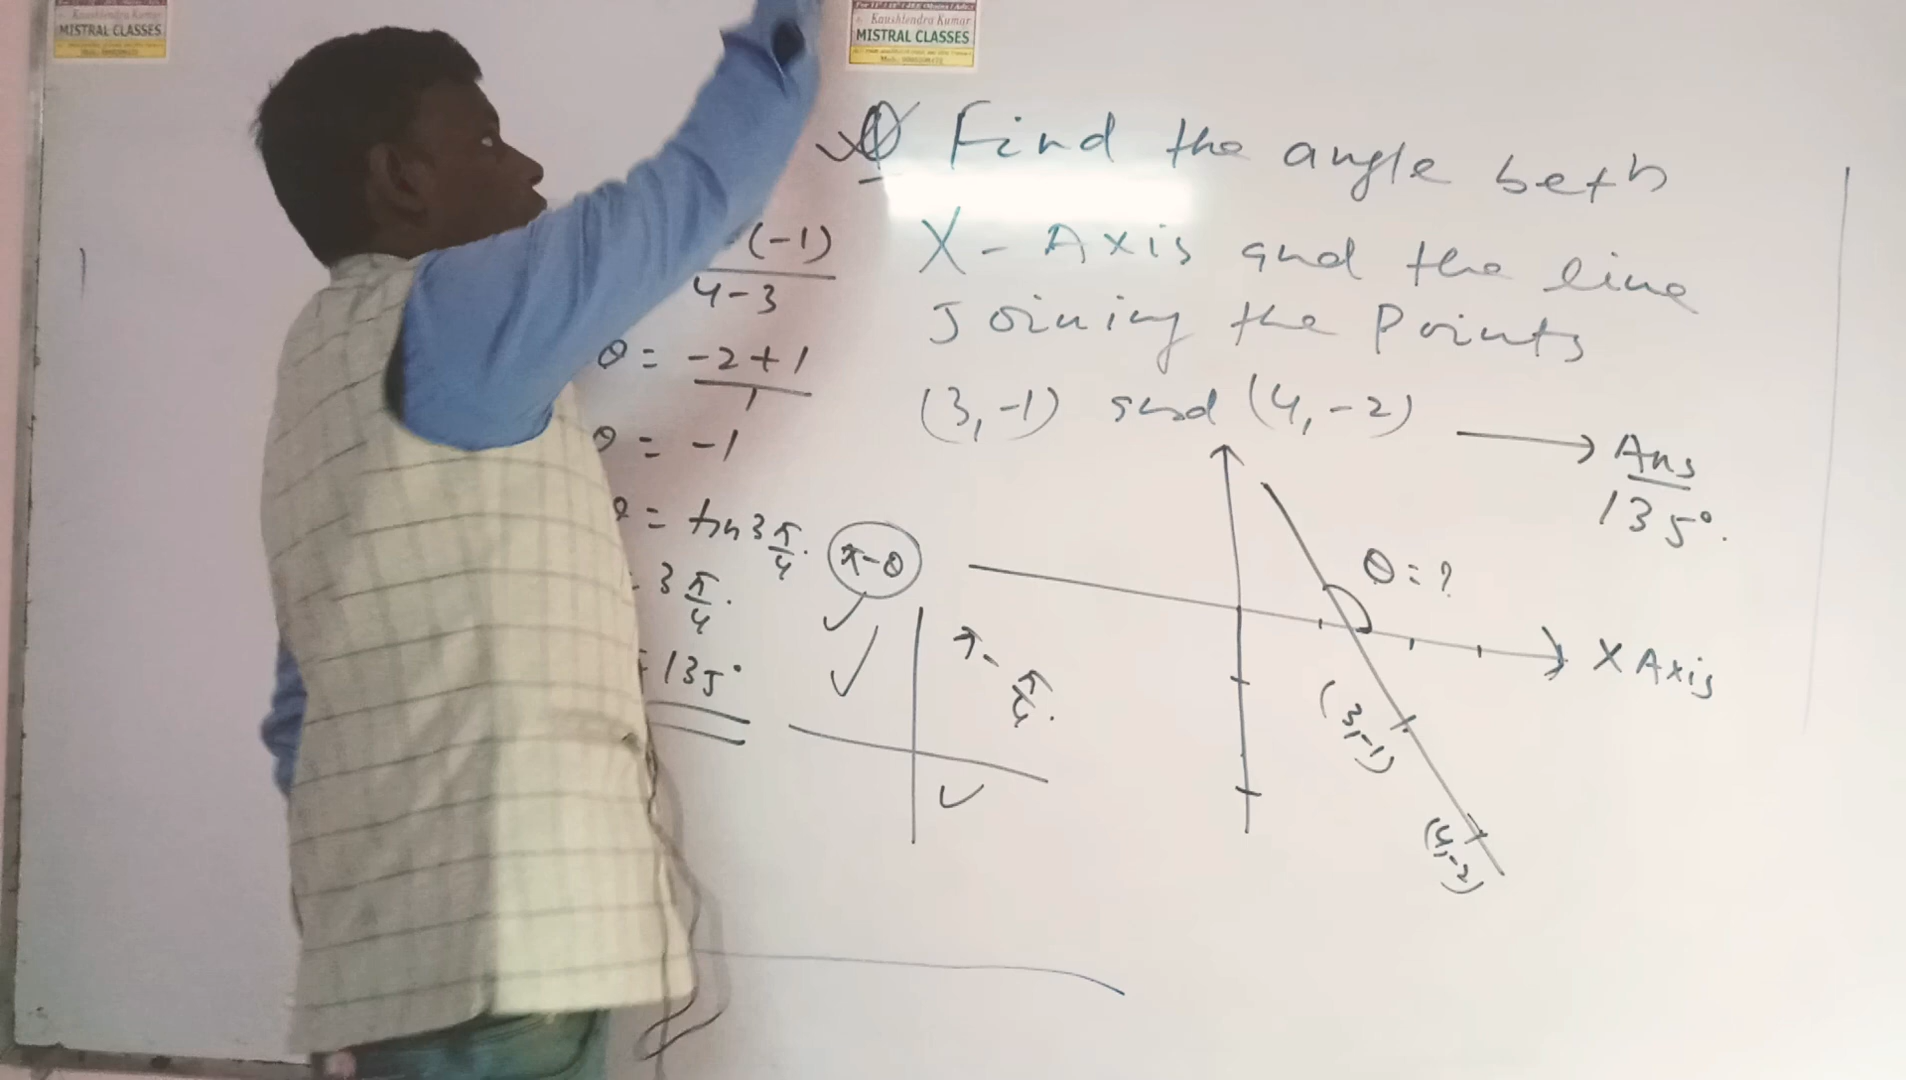 Kaushlendra Kumar
MISTRAL CLASSES
Kaushlendra Kumar
MISTRAL CLASSES
Q Find the angle betn
X - Axis and the line
Joining the Points
(3,-1) and (4,-2) → Ans
135°.
-(-1)
4-3
θ = -2+1
1
θ = -1
θ = tan 3π/4.
= 3π/4.
= 135°
π-θ
π - π/4.
θ = ?
X Axis
(3,-1)
(4,-2)